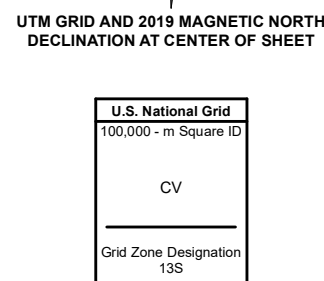 UTM GRID AND 2019 MAGNETIC NORTH
DECLINATION AT CENTER OF SHEET
U.S. National Grid
100,000 - m Square ID
CV
Grid Zone Designation
13S